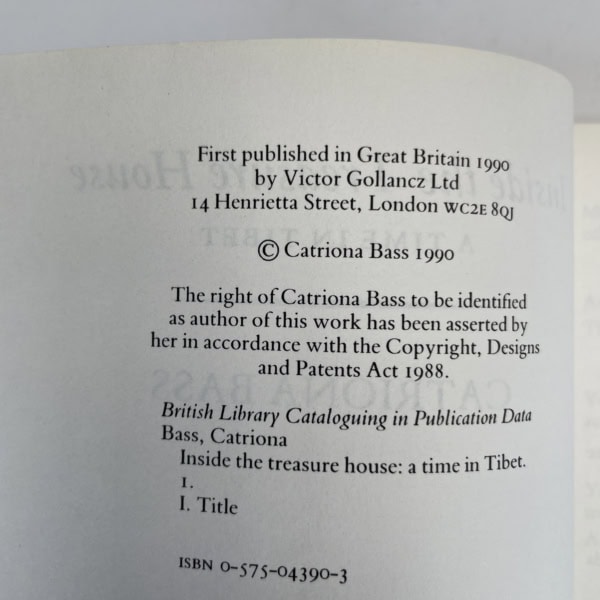 First published in Great Britain 1990
by Victor Gollancz Ltd
14 Henrietta Street, London WC2E 8QJ
© Catriona Bass 1990
The right of Catriona Bass to be identified
as author of this work has been asserted by
her in accordance with the Copyright, Designs
and Patents Act 1988.
British Library Cataloguing in Publication Data
Bass, Catriona
Inside the treasure house: a time in Tibet.
1.
I. Title
ISBN 0-575-04390-3